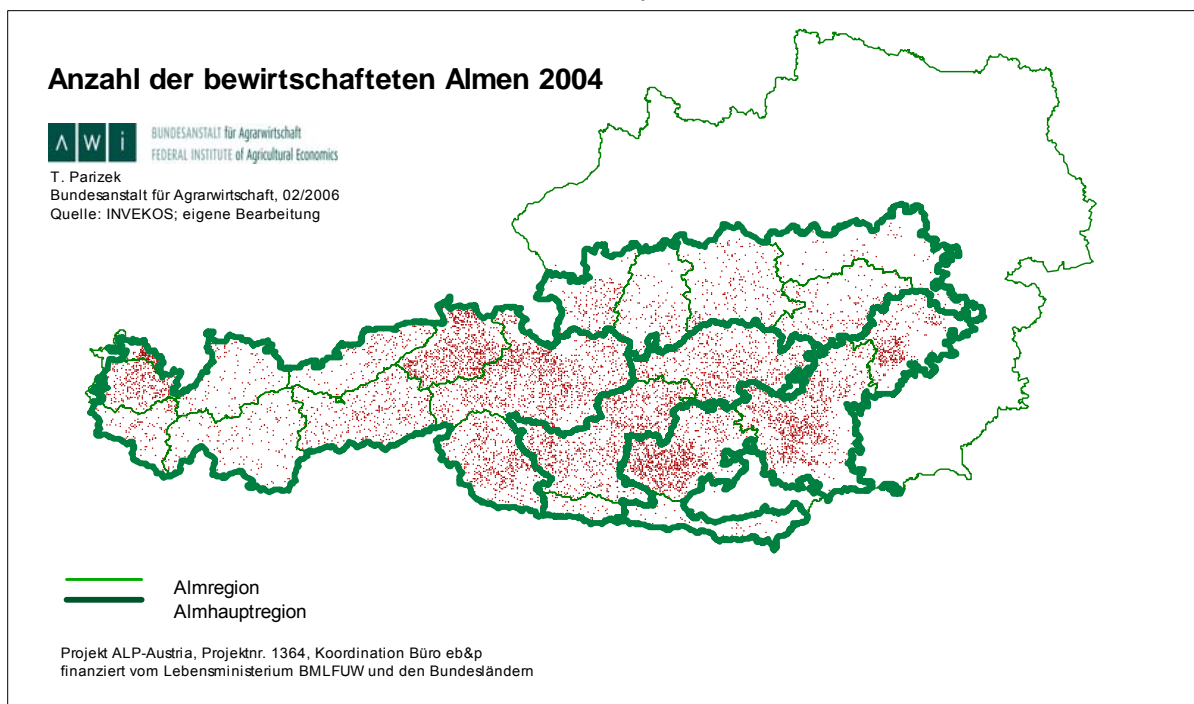 Anzahl der bewirtschafteten Almen 2004
AWi
BUNDESANSTALT für Agrarwirtschaft
FEDERAL INSTITUTE of Agricultural Economics
T. Parizek
Bundesanstalt für Agrarwirtschaft, 02/2006
Quelle: INVEKOS; eigene Bearbeitung
Almregion
Almhauptregion
Projekt ALP-Austria, Projektnr. 1364, Koordination Büro eb&p
finanziert vom Lebensministerium BMLFUW und den Bundesländern